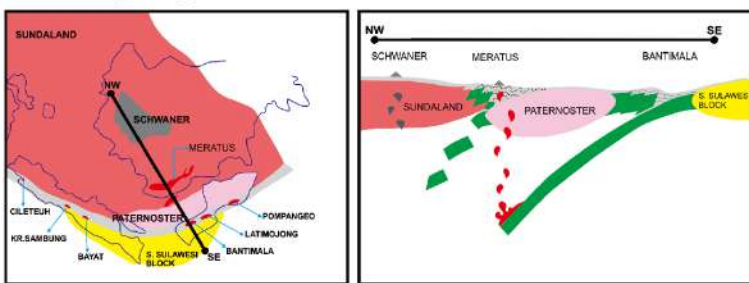 SUNDALAND
NW
SCHWANER
MERATUS
CILETEUH
PATERNOSTER
POMPANGEO
KR.SAMBUNG
LATIMOJONG
BAYAT
S. SULAWESI
BLOCK
BANTIMALA
SE
NW
SE
SCHWANER
MERATUS
BANTIMALA
SUNDALAND
PATERNOSTER
S. SULAWESI
BLOCK